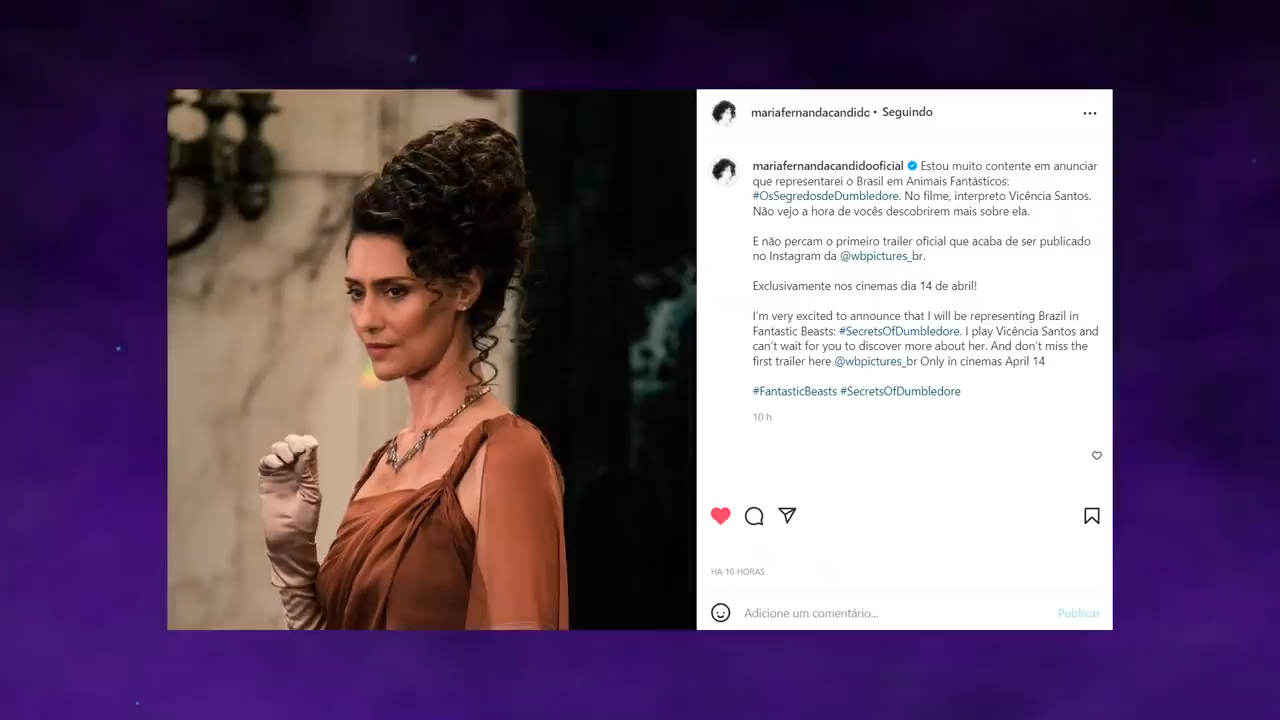 mariafernandacandidc • Seguindo
mariafernandacandidooficial Estou muito contente em anunciar
que representarei o Brasil em Animais Fantásticos:
#OsSegredosdeDumbledore. No filme, interpreto Vicência Santos.
Não vejo a hora de vocês descobrirem mais sobre ela.
E não percam o primeiro trailer oficial que acaba de ser publicado
no Instagram da @wbpictures_br.
Exclusivamente nos cinemas dia 14 de abril!
I'm very excited to announce that I will be representing Brazil in
Fantastic Beasts: #SecretsOfDumbledore. I play Vicência Santos and
can't wait for you to discover more about her. And don't miss the
first trailer here @wbpictures_br Only in cinemas April 14
#FantasticBeasts #SecretsOfDumbledore
10 h
HÁ 10 HORAS
Adicione um comentário... Publicar